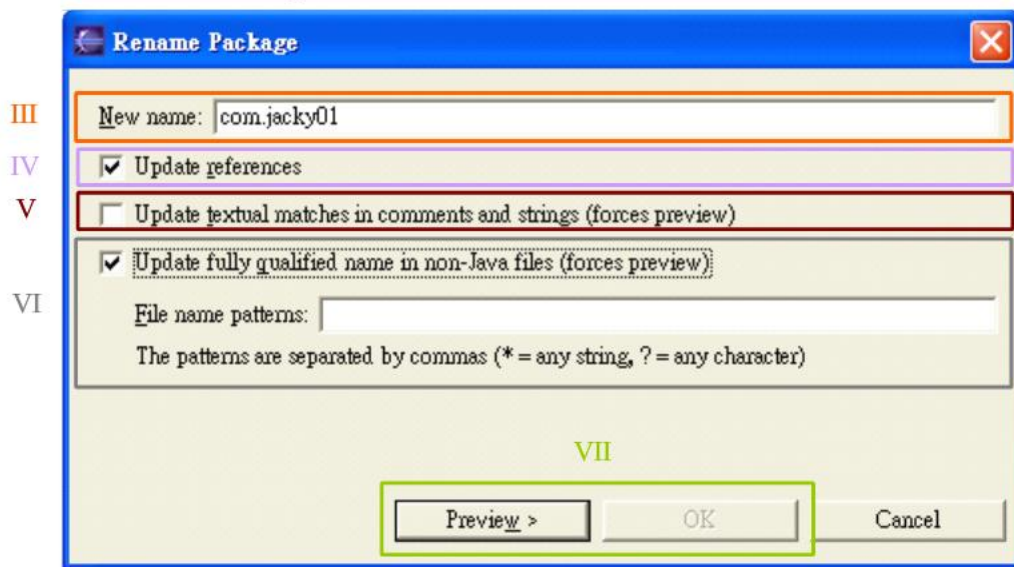 Rename Package
III
New name: com.jacky01
IV
Update references
V
Update textual matches in comments and strings (forces preview)
Update fully qualified name in non-Java files (forces preview)
VI
File name patterns:
The patterns are separated by commas (* = any string, ? = any character)
VII
Preview >
OK
Cancel